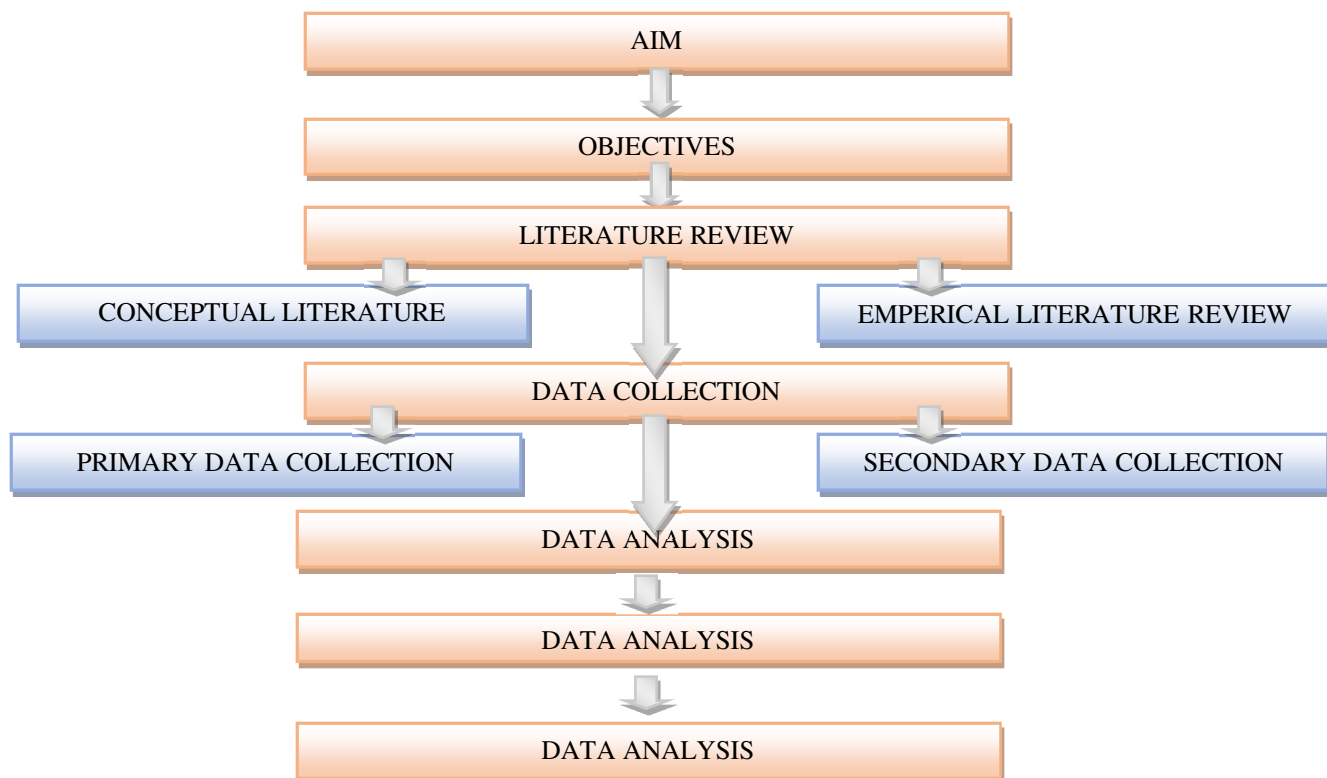 AIM
OBJECTIVES
LITERATURE REVIEW
CONCEPTUAL LITERATURE
EMPERICAL LITERATURE REVIEW
DATA COLLECTION
PRIMARY DATA COLLECTION
SECONDARY DATA COLLECTION
DATA ANALYSIS
DATA ANALYSIS
DATA ANALYSIS